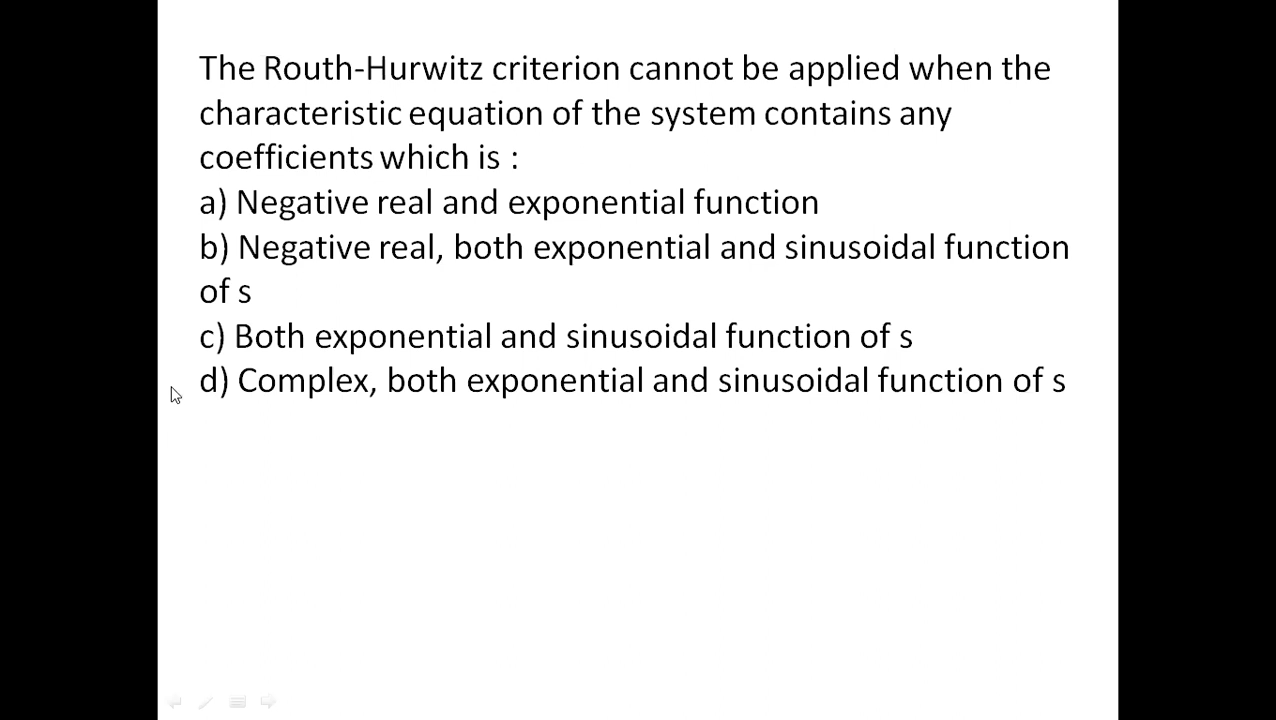 The Routh-Hurwitz criterion cannot be applied when the
characteristic equation of the system contains any
coefficients which is :
a) Negative real and exponential function
b) Negative real, both exponential and sinusoidal function
of s
c) Both exponential and sinusoidal function of s
d) Complex, both exponential and sinusoidal function of s